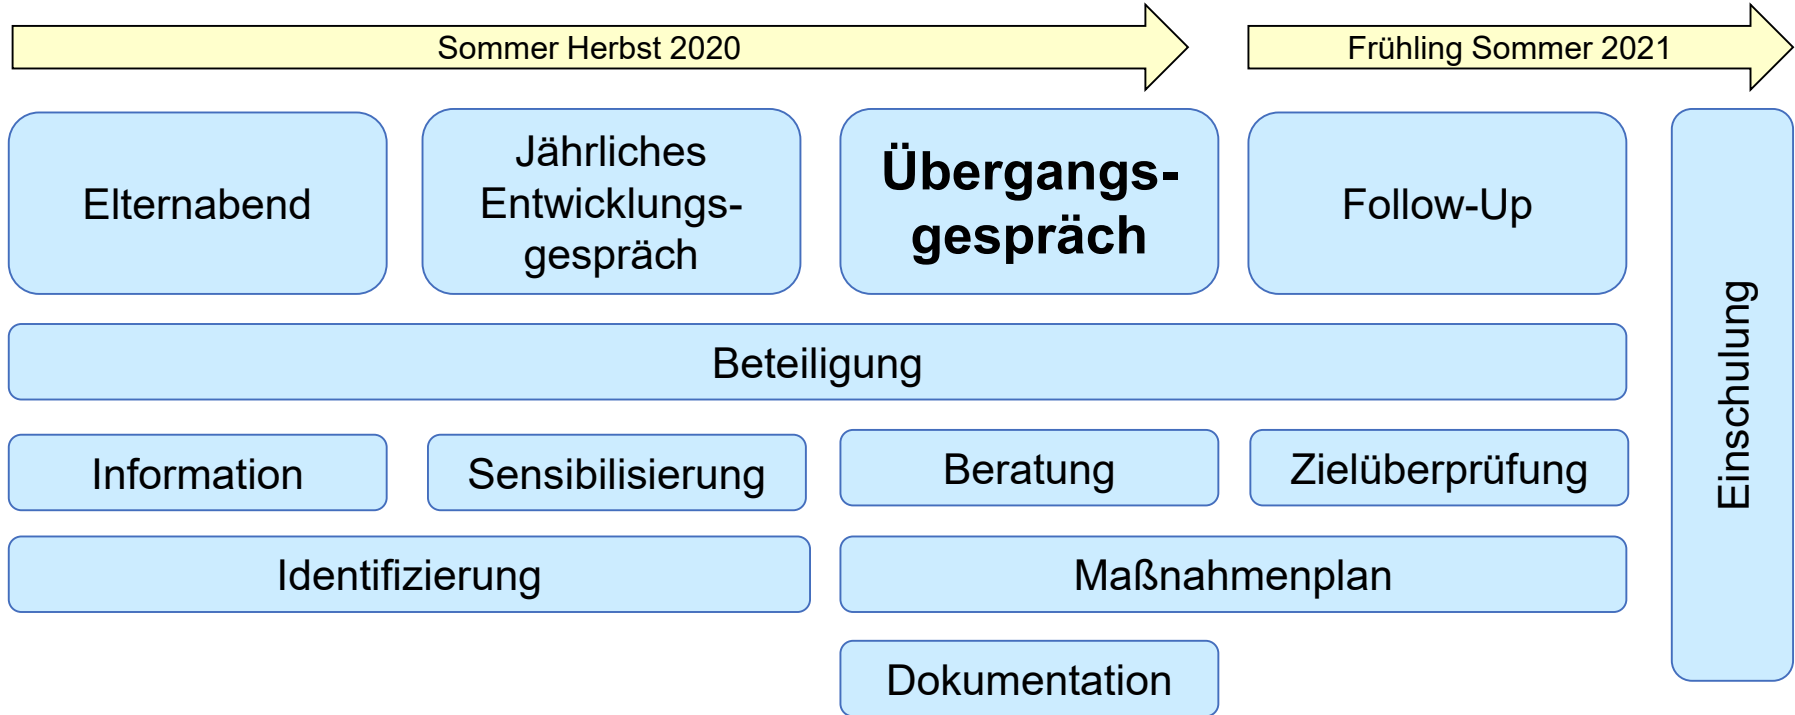 Sommer Herbst 2020
Frühling Sommer 2021
Elternabend
Jährliches
Entwicklungs-
gespräch
Übergangs-
gespräch
Follow-Up
Einschulung
Beteiligung
Information
Sensibilisierung
Beratung
Zielüberprüfung
Identifizierung
Maßnahmenplan
Dokumentation